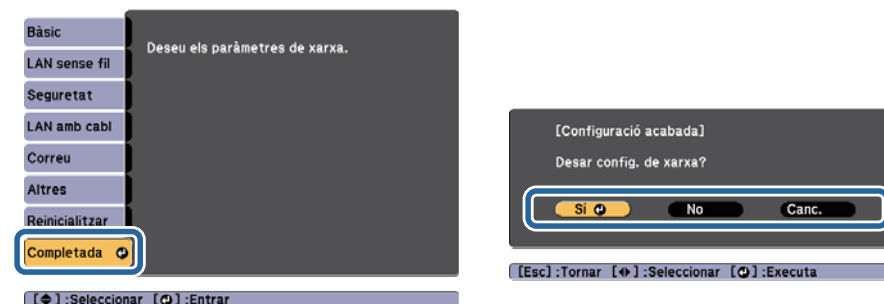 Bàsic
LAN sense fil
Seguretat
LAN amb cabl
Correu
Altres
Reinicialitzar
Completada
Deseu els paràmetres de xarxa.
[ ] :Seleccionar [ ] :Entrar
[Configuració acabada]
Desar config. de xarxa?
Sí No Canc.
[Esc] :Tornar [ ] :Seleccionar [ ] :Executa